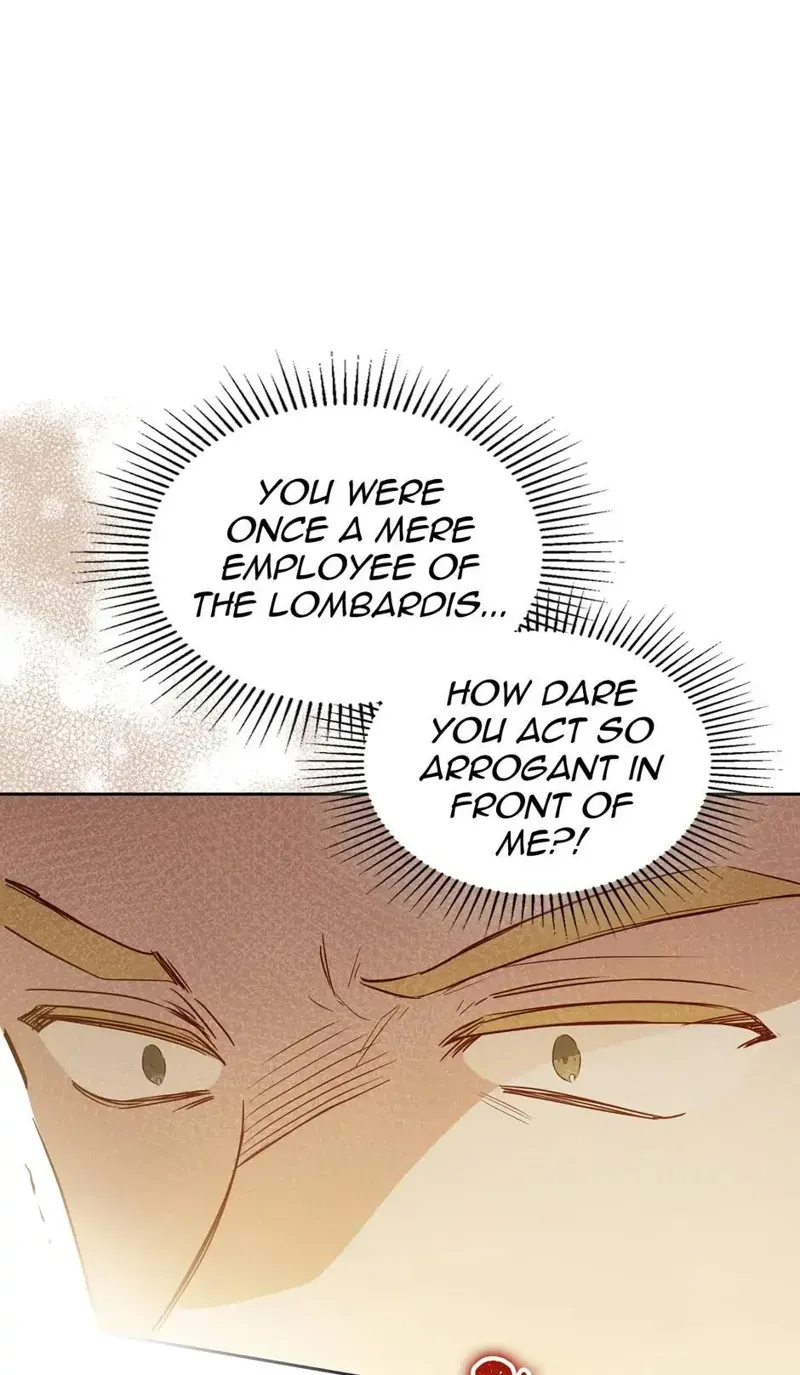 YOU WERE
ONCE A MERE
EMPLOYEE OF
THE LOMBARDIS...
HOW DARE
YOU ACT SO
ARROGANT IN
FRONT OF
ME?!